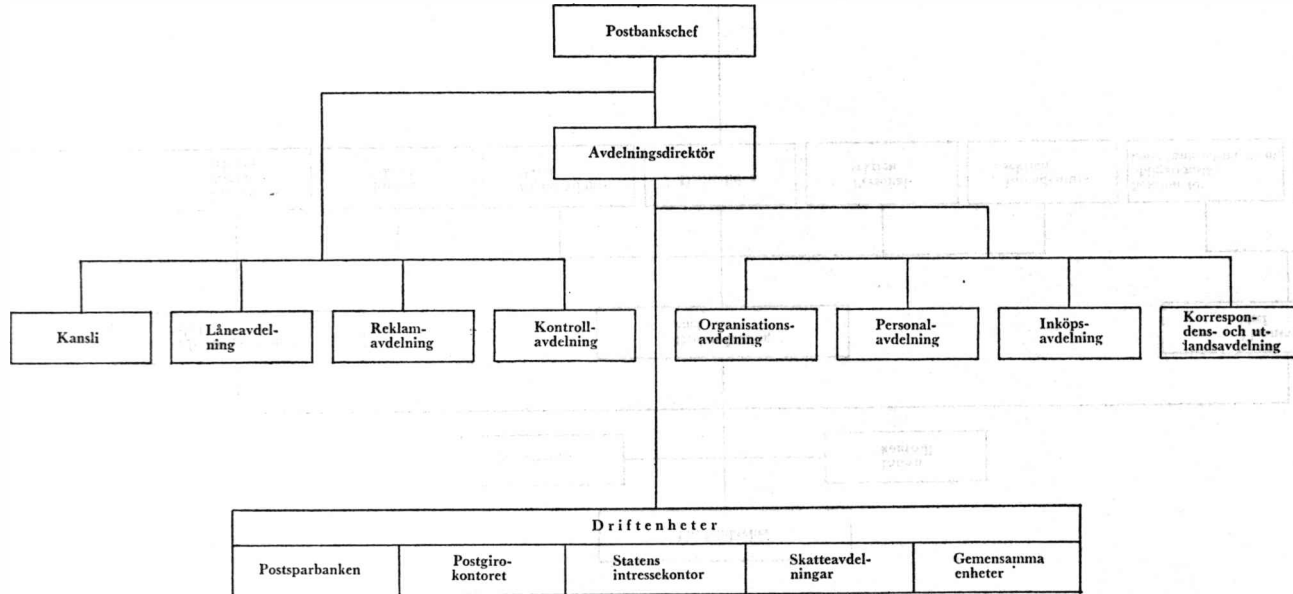 Postbankschef
Avdelningsdirektör
Kansli
Låneavdel-
ning
Reklam-
avdelning
Kontroll-
avdelning
Organisations-
avdelning
Personal-
avdelning
Inköps-
avdelning
Korrespon-
dens- och ut-
landsavdelning
Driftenheter
Postsparbanken
Postgiro-
kontoret
Statens
intressekontor
Skatteavdel-
ningar
Gemensamma
enheter